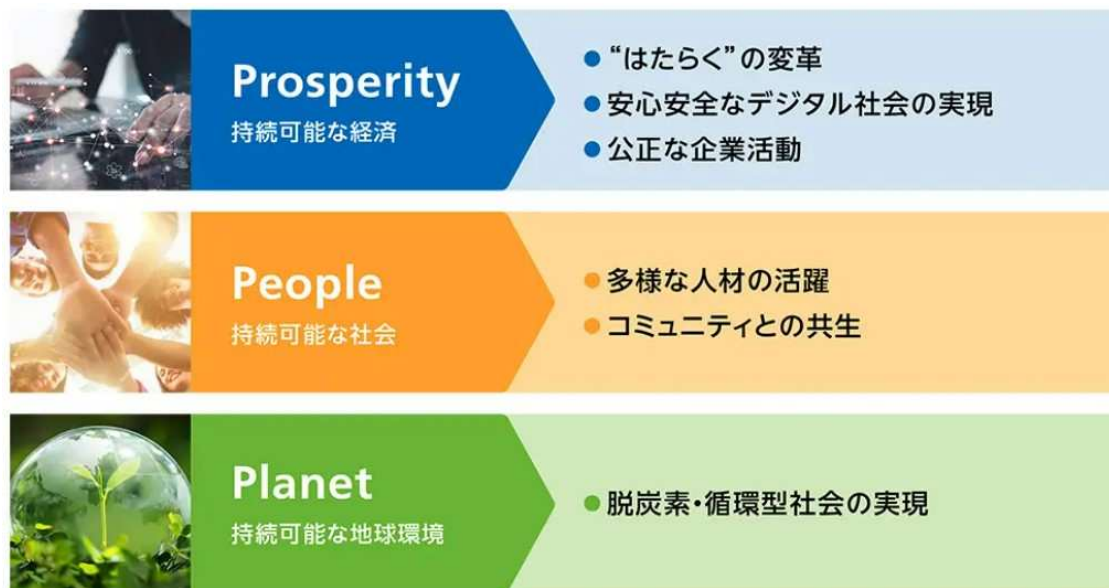 Prosperity
持続可能な経済
●“はたらく”の変革
●安心安全なデジタル社会の実現
●公正な企業活動
People
持続可能な社会
●多様な人材の活躍
●コミュニティとの共生
Planet
持続可能な地球環境
●脱炭素・循環型社会の実現